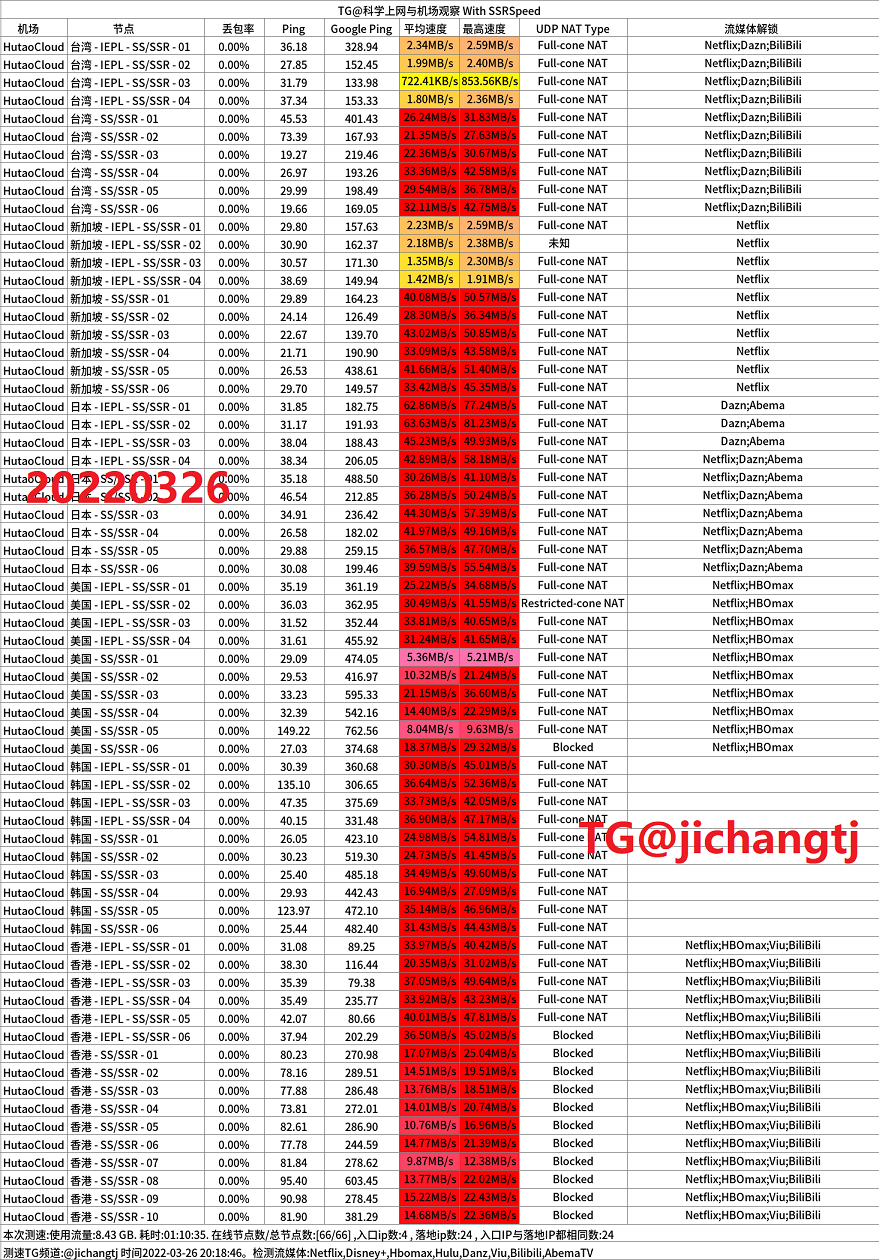 TG@科学上网与机场观察 With SSRSpeed
机场 节点 丢包率 Ping Google Ping 平均速度 最高速度 UDP NAT Type 流媒体解锁
HutaoCloud 台湾 - IEPL - SS/SSR - 01 0.00% 36.18 328.94 2.34MB/s 2.59MB/s Full-cone NAT Netflix;Dazn;BiliBili
HutaoCloud 台湾 - IEPL - SS/SSR - 02 0.00% 27.85 152.45 1.99MB/s 2.40MB/s Full-cone NAT Netflix;Dazn;BiliBili
HutaoCloud 台湾 - IEPL - SS/SSR - 03 0.00% 31.79 133.98 722.41KB/s 853.56KB/s Full-cone NAT Netflix;Dazn;BiliBili
HutaoCloud 台湾 - IEPL - SS/SSR - 04 0.00% 37.34 153.33 1.80MB/s 2.36MB/s Full-cone NAT Netflix;Dazn;BiliBili
HutaoCloud 台湾 - SS/SSR - 01 0.00% 45.53 401.43 26.24MB/s 31.83MB/s Full-cone NAT Netflix;Dazn;BiliBili
HutaoCloud 台湾 - SS/SSR - 02 0.00% 73.39 167.93 21.35MB/s 27.63MB/s Full-cone NAT Netflix;Dazn;BiliBili
HutaoCloud 台湾 - SS/SSR - 03 0.00% 19.27 219.46 22.36MB/s 30.67MB/s Full-cone NAT Netflix;Dazn;BiliBili
HutaoCloud 台湾 - SS/SSR - 04 0.00% 26.97 193.26 33.36MB/s 42.58MB/s Full-cone NAT Netflix;Dazn;BiliBili
HutaoCloud 台湾 - SS/SSR - 05 0.00% 29.99 198.49 29.54MB/s 36.78MB/s Full-cone NAT Netflix;Dazn;BiliBili
HutaoCloud 台湾 - SS/SSR - 06 0.00% 19.66 169.05 32.11MB/s 42.75MB/s Full-cone NAT Netflix;Dazn;BiliBili
HutaoCloud 新加坡 - IEPL - SS/SSR - 01 0.00% 29.80 157.63 2.23MB/s 2.59MB/s Full-cone NAT Netflix
HutaoCloud 新加坡 - IEPL - SS/SSR - 02 0.00% 30.90 162.37 2.18MB/s 2.38MB/s 未知 Netflix
HutaoCloud 新加坡 - IEPL - SS/SSR - 03 0.00% 30.57 171.30 1.35MB/s 2.30MB/s Full-cone NAT Netflix
HutaoCloud 新加坡 - IEPL - SS/SSR - 04 0.00% 38.69 149.94 1.42MB/s 1.91MB/s Full-cone NAT Netflix
HutaoCloud 新加坡 - SS/SSR - 01 0.00% 29.89 164.23 40.08MB/s 50.57MB/s Full-cone NAT Netflix
HutaoCloud 新加坡 - SS/SSR - 02 0.00% 24.14 126.49 28.30MB/s 36.34MB/s Full-cone NAT Netflix
HutaoCloud 新加坡 - SS/SSR - 03 0.00% 22.67 139.70 43.02MB/s 50.85MB/s Full-cone NAT Netflix
HutaoCloud 新加坡 - SS/SSR - 04 0.00% 21.71 190.90 33.09MB/s 43.58MB/s Full-cone NAT Netflix
HutaoCloud 新加坡 - SS/SSR - 05 0.00% 26.53 438.61 41.66MB/s 51.40MB/s Full-cone NAT Netflix
HutaoCloud 新加坡 - SS/SSR - 06 0.00% 29.70 149.57 33.42MB/s 45.35MB/s Full-cone NAT Netflix
HutaoCloud 日本 - IEPL - SS/SSR - 01 0.00% 31.85 182.75 62.86MB/s 77.24MB/s Full-cone NAT Dazn;Abema
HutaoCloud 日本 - IEPL - SS/SSR - 02 0.00% 31.17 191.93 63.63MB/s 81.23MB/s Full-cone NAT Dazn;Abema
HutaoCloud 日本 - IEPL - SS/SSR - 03 0.00% 38.04 188.43 45.23MB/s 49.93MB/s Full-cone NAT Dazn;Abema
HutaoCloud 日本 - IEPL - SS/SSR - 04 0.00% 38.34 206.05 42.89MB/s 58.18MB/s Full-cone NAT Netflix;Dazn;Abema
HutaoCloud 日本 - SS/SSR - 01 0.00% 35.18 488.50 30.26MB/s 41.10MB/s Full-cone NAT Netflix;Dazn;Abema
20220326
HutaoCloud 日本 - SS/SSR - 02 0.00% 46.54 212.85 36.28MB/s 50.24MB/s Full-cone NAT Netflix;Dazn;Abema
HutaoCloud 日本 - SS/SSR - 03 0.00% 34.91 236.42 44.30MB/s 57.39MB/s Full-cone NAT Netflix;Dazn;Abema
HutaoCloud 日本 - SS/SSR - 04 0.00% 26.58 182.02 41.97MB/s 49.16MB/s Full-cone NAT Netflix;Dazn;Abema
HutaoCloud 日本 - SS/SSR - 05 0.00% 29.88 259.15 36.57MB/s 47.70MB/s Full-cone NAT Netflix;Dazn;Abema
HutaoCloud 日本 - SS/SSR - 06 0.00% 30.08 199.46 39.59MB/s 55.54MB/s Full-cone NAT Netflix;Dazn;Abema
HutaoCloud 美国 - IEPL - SS/SSR - 01 0.00% 35.19 361.19 25.22MB/s 34.68MB/s Full-cone NAT Netflix;HBOmax
HutaoCloud 美国 - IEPL - SS/SSR - 02 0.00% 36.03 362.95 30.49MB/s 41.55MB/s Restricted-cone NAT Netflix;HBOmax
HutaoCloud 美国 - IEPL - SS/SSR - 03 0.00% 31.52 352.44 33.81MB/s 40.65MB/s Full-cone NAT Netflix;HBOmax
HutaoCloud 美国 - IEPL - SS/SSR - 04 0.00% 31.61 455.92 31.24MB/s 41.65MB/s Full-cone NAT Netflix;HBOmax
HutaoCloud 美国 - SS/SSR - 01 0.00% 29.09 474.05 5.36MB/s 5.21MB/s Full-cone NAT Netflix;HBOmax
HutaoCloud 美国 - SS/SSR - 02 0.00% 29.53 416.97 10.32MB/s 21.24MB/s Full-cone NAT Netflix;HBOmax
HutaoCloud 美国 - SS/SSR - 03 0.00% 33.23 595.33 21.15MB/s 36.60MB/s Full-cone NAT Netflix;HBOmax
HutaoCloud 美国 - SS/SSR - 04 0.00% 32.39 542.16 14.40MB/s 22.29MB/s Full-cone NAT Netflix;HBOmax
HutaoCloud 美国 - SS/SSR - 05 0.00% 149.22 762.56 8.04MB/s 9.63MB/s Full-cone NAT Netflix;HBOmax
HutaoCloud 美国 - SS/SSR - 06 0.00% 27.03 374.68 18.37MB/s 29.32MB/s Blocked Netflix;HBOmax
HutaoCloud 韩国 - IEPL - SS/SSR - 01 0.00% 30.39 360.68 30.30MB/s 45.01MB/s Full-cone NAT
HutaoCloud 韩国 - IEPL - SS/SSR - 02 0.00% 135.10 306.65 36.64MB/s 52.36MB/s Full-cone NAT
HutaoCloud 韩国 - IEPL - SS/SSR - 03 0.00% 47.35 375.69 33.73MB/s 42.05MB/s Full-cone NAT
HutaoCloud 韩国 - IEPL - SS/SSR - 04 0.00% 40.15 331.48 36.90MB/s 47.17MB/s Full-cone NAT
HutaoCloud 韩国 - SS/SSR - 01 0.00% 26.05 423.10 24.98MB/s 54.81MB/s Full-cone NAT
TG@jichangtj
HutaoCloud 韩国 - SS/SSR - 02 0.00% 30.23 519.30 24.73MB/s 41.45MB/s Full-cone NAT
HutaoCloud 韩国 - SS/SSR - 03 0.00% 25.40 485.18 34.49MB/s 49.60MB/s Full-cone NAT
HutaoCloud 韩国 - SS/SSR - 04 0.00% 29.93 442.43 16.94MB/s 27.09MB/s Full-cone NAT
HutaoCloud 韩国 - SS/SSR - 05 0.00% 123.97 472.10 35.14MB/s 46.96MB/s Full-cone NAT
HutaoCloud 韩国 - SS/SSR - 06 0.00% 25.44 482.40 31.43MB/s 44.43MB/s Full-cone NAT
HutaoCloud 香港 - IEPL - SS/SSR - 01 0.00% 31.08 89.25 33.97MB/s 40.42MB/s Full-cone NAT Netflix;HBOmax;Viu;BiliBili
HutaoCloud 香港 - IEPL - SS/SSR - 02 0.00% 38.30 116.44 20.35MB/s 31.02MB/s Full-cone NAT Netflix;HBOmax;Viu;BiliBili
HutaoCloud 香港 - IEPL - SS/SSR - 03 0.00% 35.39 79.38 37.05MB/s 49.64MB/s Full-cone NAT Netflix;HBOmax;Viu;BiliBili
HutaoCloud 香港 - IEPL - SS/SSR - 04 0.00% 35.49 235.77 33.92MB/s 43.23MB/s Full-cone NAT Netflix;HBOmax;Viu;BiliBili
HutaoCloud 香港 - IEPL - SS/SSR - 05 0.00% 42.07 80.66 40.01MB/s 47.81MB/s Full-cone NAT Netflix;HBOmax;Viu;BiliBili
HutaoCloud 香港 - IEPL - SS/SSR - 06 0.00% 37.94 202.29 36.50MB/s 45.02MB/s Blocked Netflix;HBOmax;Viu;BiliBili
HutaoCloud 香港 - SS/SSR - 01 0.00% 80.23 270.98 17.07MB/s 25.04MB/s Blocked Netflix;HBOmax;Viu;BiliBili
HutaoCloud 香港 - SS/SSR - 02 0.00% 78.16 289.51 14.51MB/s 19.51MB/s Blocked Netflix;HBOmax;Viu;BiliBili
HutaoCloud 香港 - SS/SSR - 03 0.00% 77.88 286.48 13.76MB/s 18.51MB/s Blocked Netflix;HBOmax;Viu;BiliBili
HutaoCloud 香港 - SS/SSR - 04 0.00% 73.81 272.01 14.01MB/s 20.74MB/s Blocked Netflix;HBOmax;Viu;BiliBili
HutaoCloud 香港 - SS/SSR - 05 0.00% 82.61 286.90 10.76MB/s 16.96MB/s Blocked Netflix;HBOmax;Viu;BiliBili
HutaoCloud 香港 - SS/SSR - 06 0.00% 77.78 244.59 14.77MB/s 21.39MB/s Blocked Netflix;HBOmax;Viu;BiliBili
HutaoCloud 香港 - SS/SSR - 07 0.00% 81.84 278.62 9.87MB/s 12.38MB/s Blocked Netflix;HBOmax;Viu;BiliBili
HutaoCloud 香港 - SS/SSR - 08 0.00% 95.40 603.45 13.77MB/s 22.02MB/s Blocked Netflix;HBOmax;Viu;BiliBili
HutaoCloud 香港 - SS/SSR - 09 0.00% 90.98 278.45 15.22MB/s 22.43MB/s Blocked Netflix;HBOmax;Viu;BiliBili
HutaoCloud 香港 - SS/SSR - 10 0.00% 81.90 381.29 14.68MB/s 22.36MB/s Blocked Netflix;HBOmax;Viu;BiliBili
本次测速:使用流量:8.43 GB. 耗时:01:10:35. 在线节点数/总节点数:[66/66] ,入口ip数:4 , 落地ip数:24 , 入口IP与落地IP都相同数:24
测速TG频道:@jichangtj 时间2022-03-26 20:18:46。检测流媒体:Netflix,Disney+,Hbomax,Hulu,Danz,Viu,Bilibili,AbemaTV